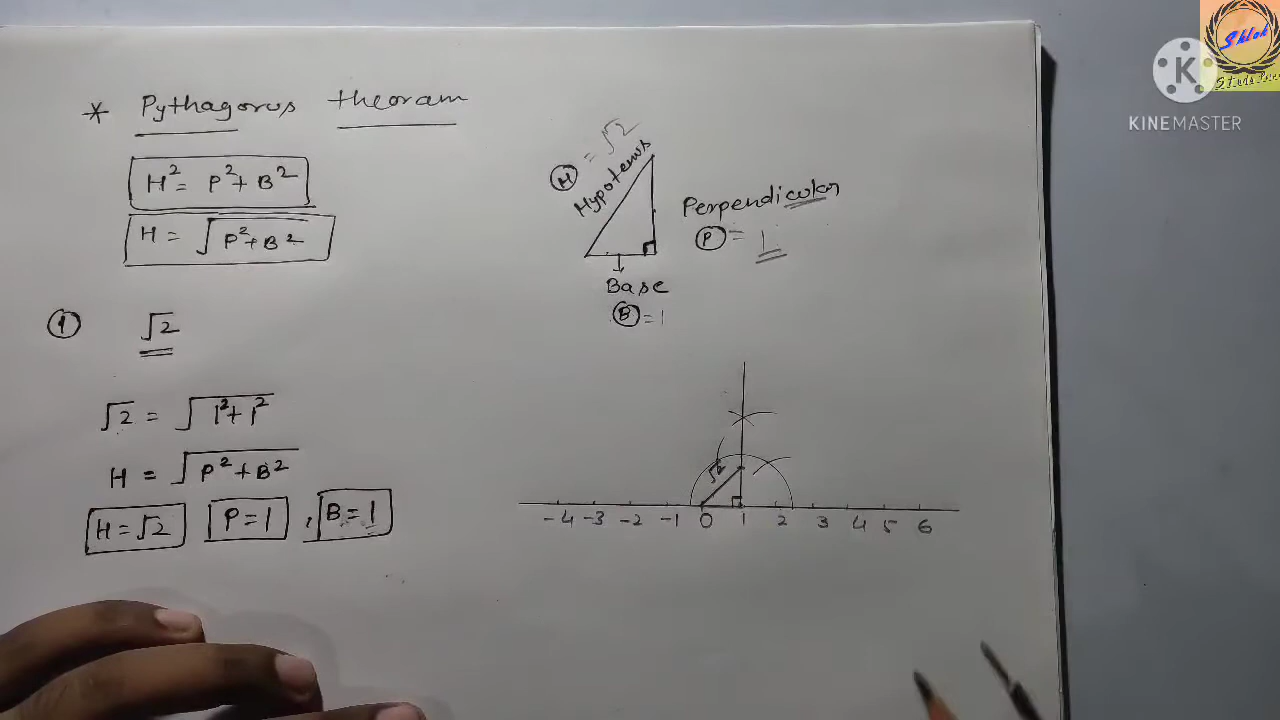 * Pythagorus theoram
H² = P² + B²
H = √P² + B²
Hypotenus
H = √2
Perpendicular
P = 1
Base
B = 1
① √2
√2 = √1² + 1²
H = √P² + B²
H = √2 P = 1 , B = 1
√2
-4 -3 -2 -1 0 1 2 3 4 5 6
Shlok
K
KINEMASTER